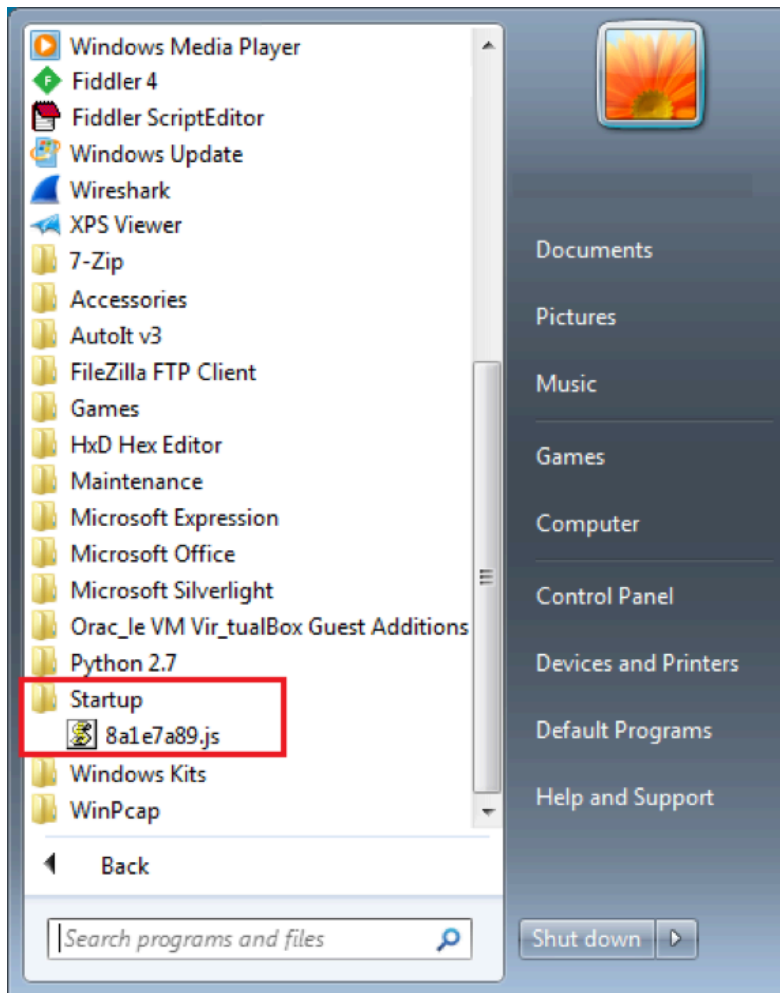 Windows Media Player
Fiddler 4
Fiddler ScriptEditor
Windows Update
Wireshark
XPS Viewer
7-Zip
Accessories
AutoIt v3
FileZilla FTP Client
Games
HxD Hex Editor
Maintenance
Microsoft Expression
Microsoft Office
Microsoft Silverlight
Orac_le VM Vir_tualBox Guest Additions
Python 2.7
Startup
8a1e7a89.js
Windows Kits
WinPcap
Back
Search programs and files
Documents
Pictures
Music
Games
Computer
Control Panel
Devices and Printers
Default Programs
Help and Support
Shut down